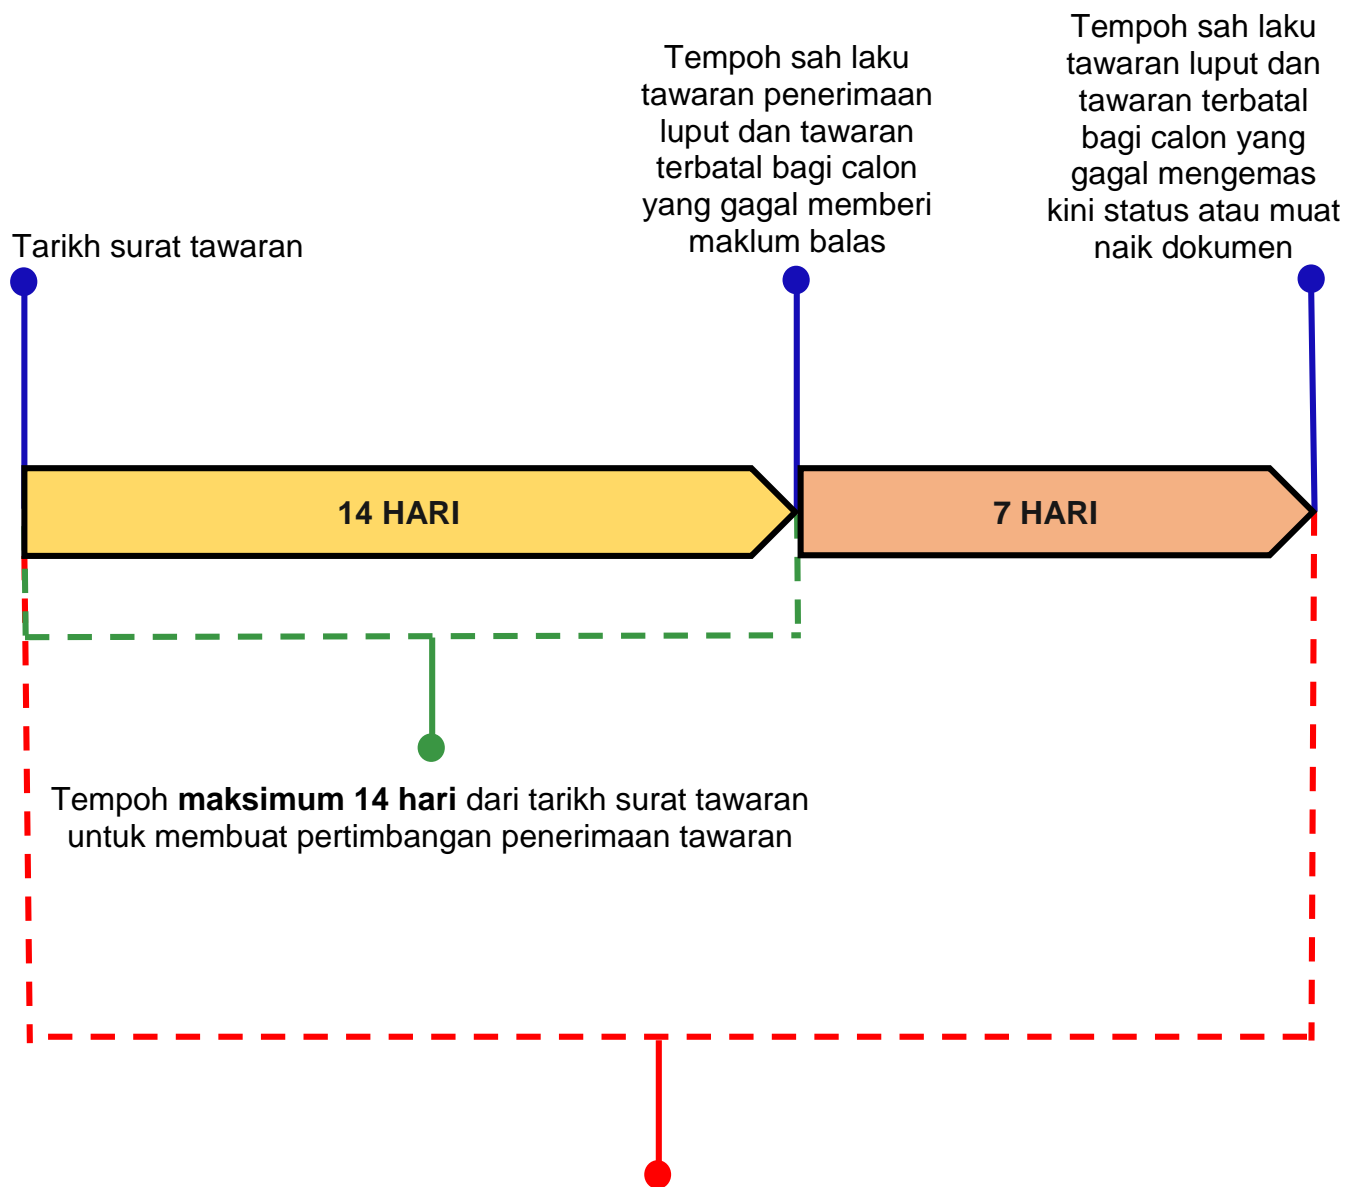 Tarikh surat tawaran
Tempoh sah laku
tawaran penerimaan
luput dan tawaran
terbatal bagi calon
yang gagal memberi
maklum balas
Tempoh sah laku
tawaran luput dan
tawaran terbatal
bagi calon yang
gagal mengemas
kini status atau muat
naik dokumen
14 HARI
7 HARI
Tempoh maksimum 14 hari dari tarikh surat tawaran
untuk membuat pertimbangan penerimaan tawaran